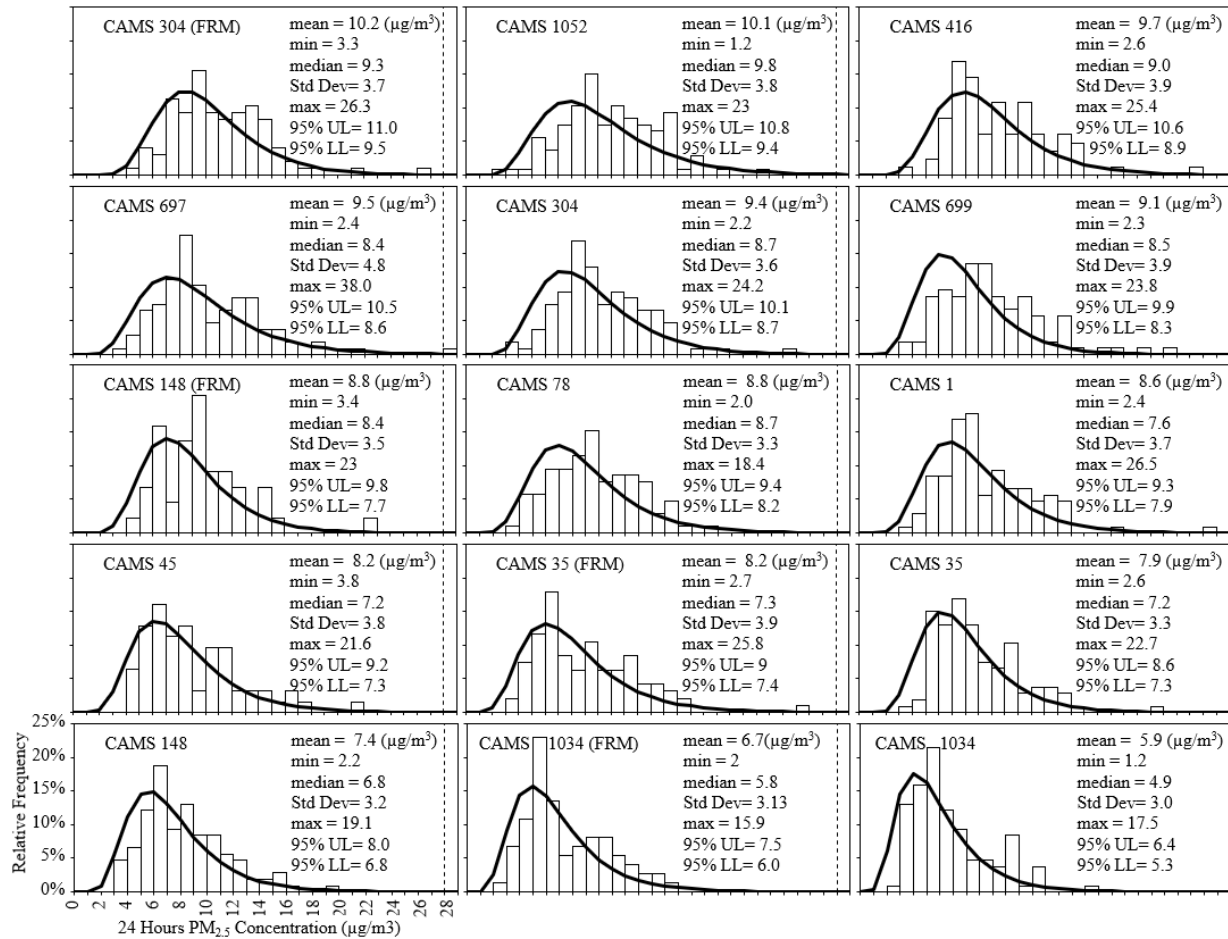 CAMS 304 (FRM)
mean = 10.2 (µg/m³)
min = 3.3
median = 9.3
Std Dev= 3.7
max = 26.3
95% UL= 11.0
95% LL= 9.5
CAMS 1052
mean = 10.1 (µg/m³)
min = 1.2
median = 9.8
Std Dev= 3.8
max = 23
95% UL= 10.8
95% LL= 9.4
CAMS 416
mean = 9.7 (µg/m³)
min = 2.6
median = 9.0
Std Dev= 3.9
max = 25.4
95% UL= 10.6
95% LL= 8.9
CAMS 697
mean = 9.5 (µg/m³)
min = 2.4
median = 8.4
Std Dev= 4.8
max = 38.0
95% UL= 10.5
95% LL= 8.6
CAMS 304
mean = 9.4 (µg/m³)
min = 2.2
median = 8.7
Std Dev= 3.6
max = 24.2
95% UL= 10.1
95% LL= 8.7
CAMS 699
mean = 9.1 (µg/m³)
min = 2.3
median = 8.5
Std Dev= 3.9
max = 23.8
95% UL= 9.9
95% LL= 8.3
CAMS 148 (FRM)
mean = 8.8 (µg/m³)
min = 3.4
median = 8.4
Std Dev= 3.5
max = 23
95% UL= 9.8
95% LL= 7.7
CAMS 78
mean = 8.8 (µg/m³)
min = 2.0
median = 8.7
Std Dev= 3.3
max = 18.4
95% UL= 9.4
95% LL= 8.2
CAMS 1
mean = 8.6 (µg/m³)
min = 2.4
median = 7.6
Std Dev= 3.7
max = 26.5
95% UL= 9.3
95% LL= 7.9
CAMS 45
mean = 8.2 (µg/m³)
min = 3.8
median = 7.2
Std Dev= 3.8
max = 21.6
95% UL= 9.2
95% LL= 7.3
CAMS 35 (FRM)
mean = 8.2 (µg/m³)
min = 2.7
median = 7.3
Std Dev= 3.9
max = 25.8
95% UL= 9
95% LL= 7.4
CAMS 35
mean = 7.9 (µg/m³)
min = 2.6
median = 7.2
Std Dev= 3.3
max = 22.7
95% UL= 8.6
95% LL= 7.3
CAMS 148
mean = 7.4 (µg/m³)
min = 2.2
median = 6.8
Std Dev= 3.2
max = 19.1
95% UL= 8.0
95% LL= 6.8
CAMS 1034 (FRM)
mean = 6.7(µg/m³)
min = 2
median = 5.8
Std Dev= 3.13
max = 15.9
95% UL= 7.5
95% LL= 6.0
CAMS 1034
mean = 5.9 (µg/m³)
min = 1.2
median = 4.9
Std Dev= 3.0
max = 17.5
95% UL= 6.4
95% LL= 5.3
Relative Frequency
25%
20%
15%
10%
5%
0%
0 2 4 6 8 10 12 14 16 18 20 22 24 26 28
24 Hours PM₂.₅ Concentration (µg/m3)